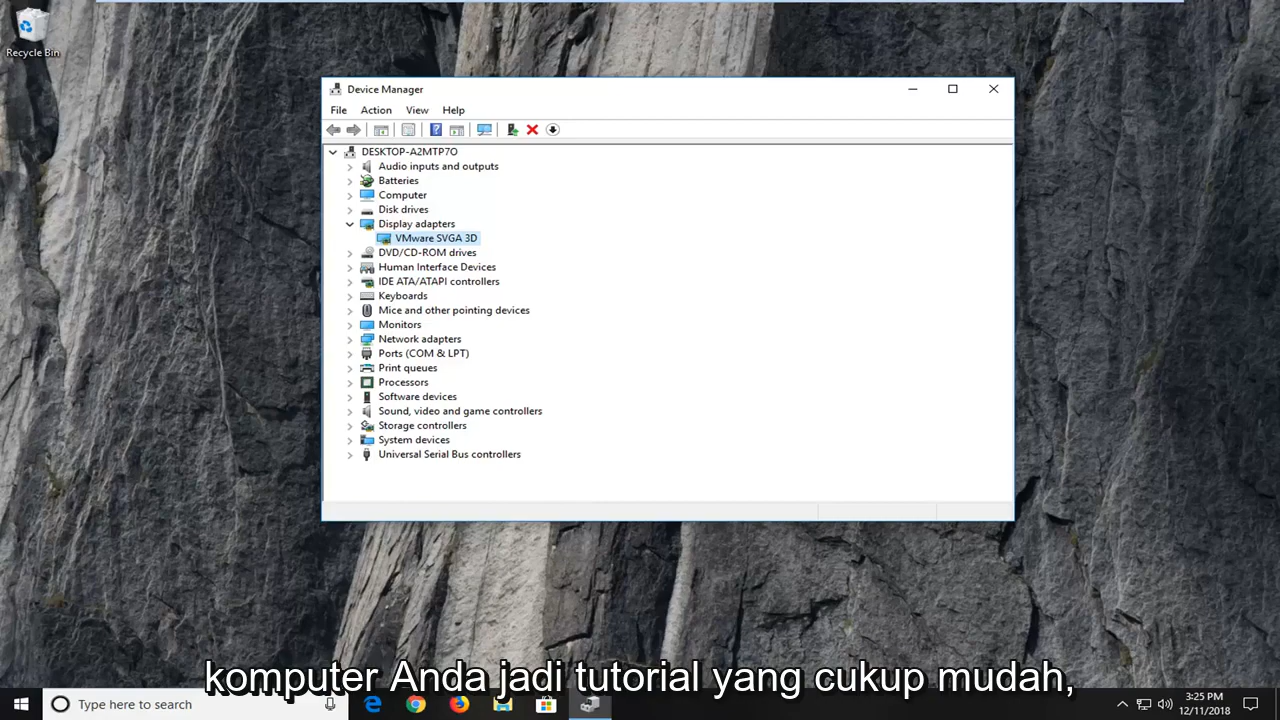 Recycle Bin
Device Manager
File Action View Help
DESKTOP-A2MTP7O
Audio inputs and outputs
Batteries
Computer
Disk drives
Display adapters
VMware SVGA 3D
DVD/CD-ROM drives
Human Interface Devices
IDE ATA/ATAPI controllers
Keyboards
Mice and other pointing devices
Monitors
Network adapters
Ports (COM & LPT)
Print queues
Processors
Software devices
Sound, video and game controllers
Storage controllers
System devices
Universal Serial Bus controllers
komputer Anda jadi tutorial yang cukup mudah,
Type here to search
3:25 PM
12/11/2018